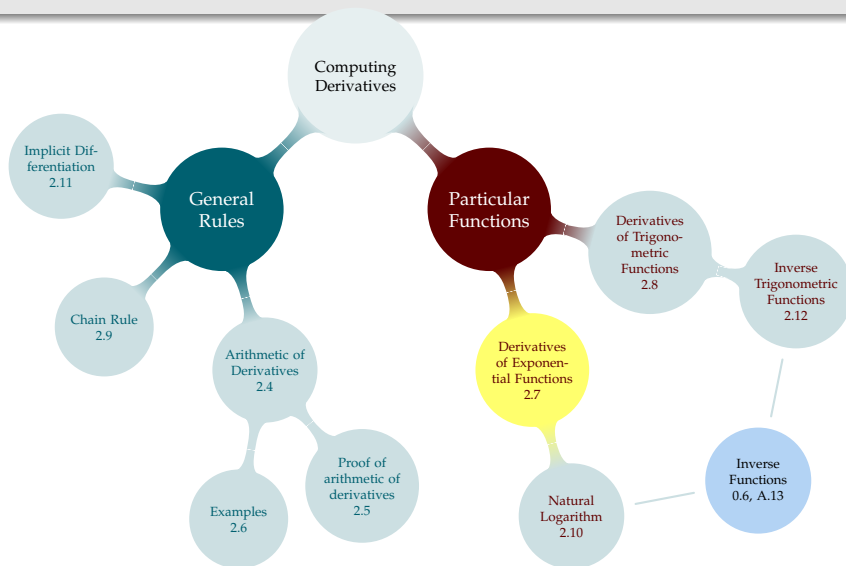 Computing
Derivatives
Implicit Dif-
ferentiation
2.11
General
Rules
Particular
Functions
Derivatives
of Trigono-
metric
Functions
2.8
Inverse
Trigonometric
Functions
2.12
Chain Rule
2.9
Arithmetic of
Derivatives
2.4
Derivatives
of Exponen-
tial Functions
2.7
Examples
2.6
Proof of
arithmetic of
derivatives
2.5
Natural
Logarithm
2.10
Inverse
Functions
0.6, A.13